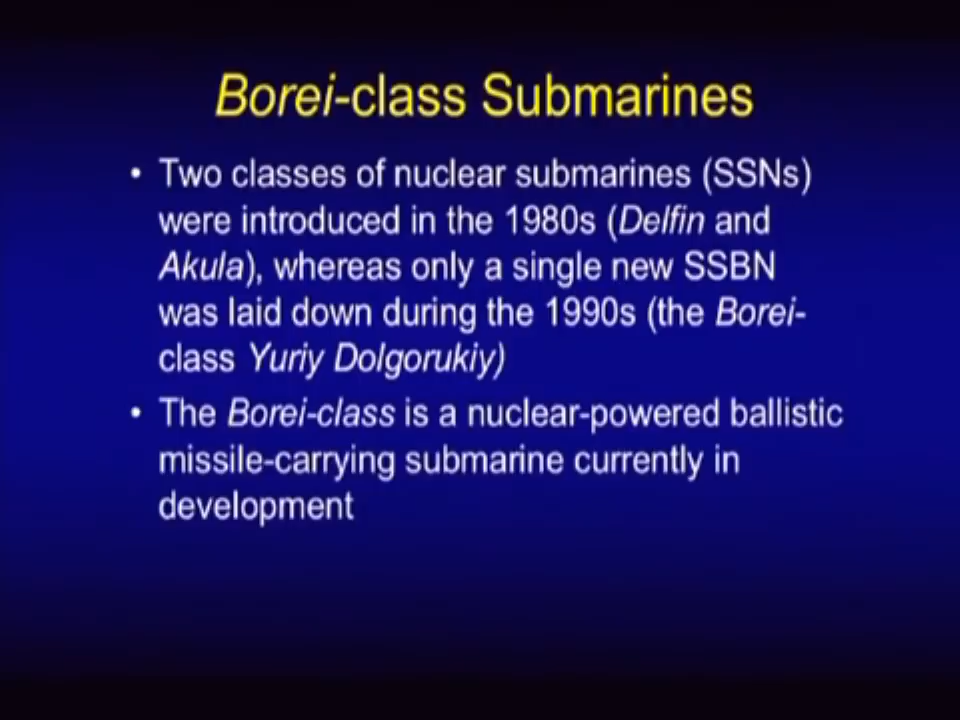 Borei-class Submarines
• Two classes of nuclear submarines (SSNs)
were introduced in the 1980s (Delfin and
Akula), whereas only a single new SSBN
was laid down during the 1990s (the Borei-
class Yuriy Dolgorukiy)
• The Borei-class is a nuclear-powered ballistic
missile-carrying submarine currently in
development